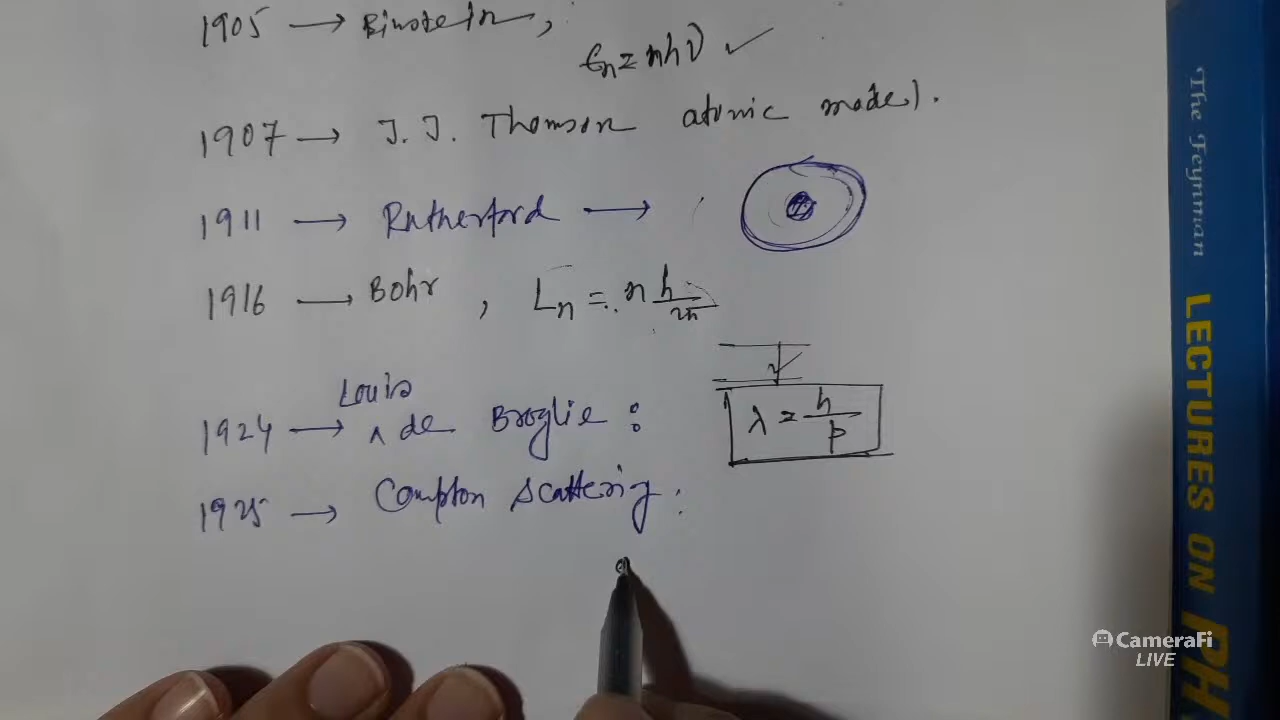 1905 → Einstein,
En = nhν ✓
1907 → J.J. Thomson atomic model.
1911 → Rutherford →
1916 → Bohr, Ln = n h/2π
Louis
1924 → ^ de Broglie :
λ = h/p
1925 → Compton Scattering :
The Feynman
LECTURES ON PH
CameraFi
LIVE